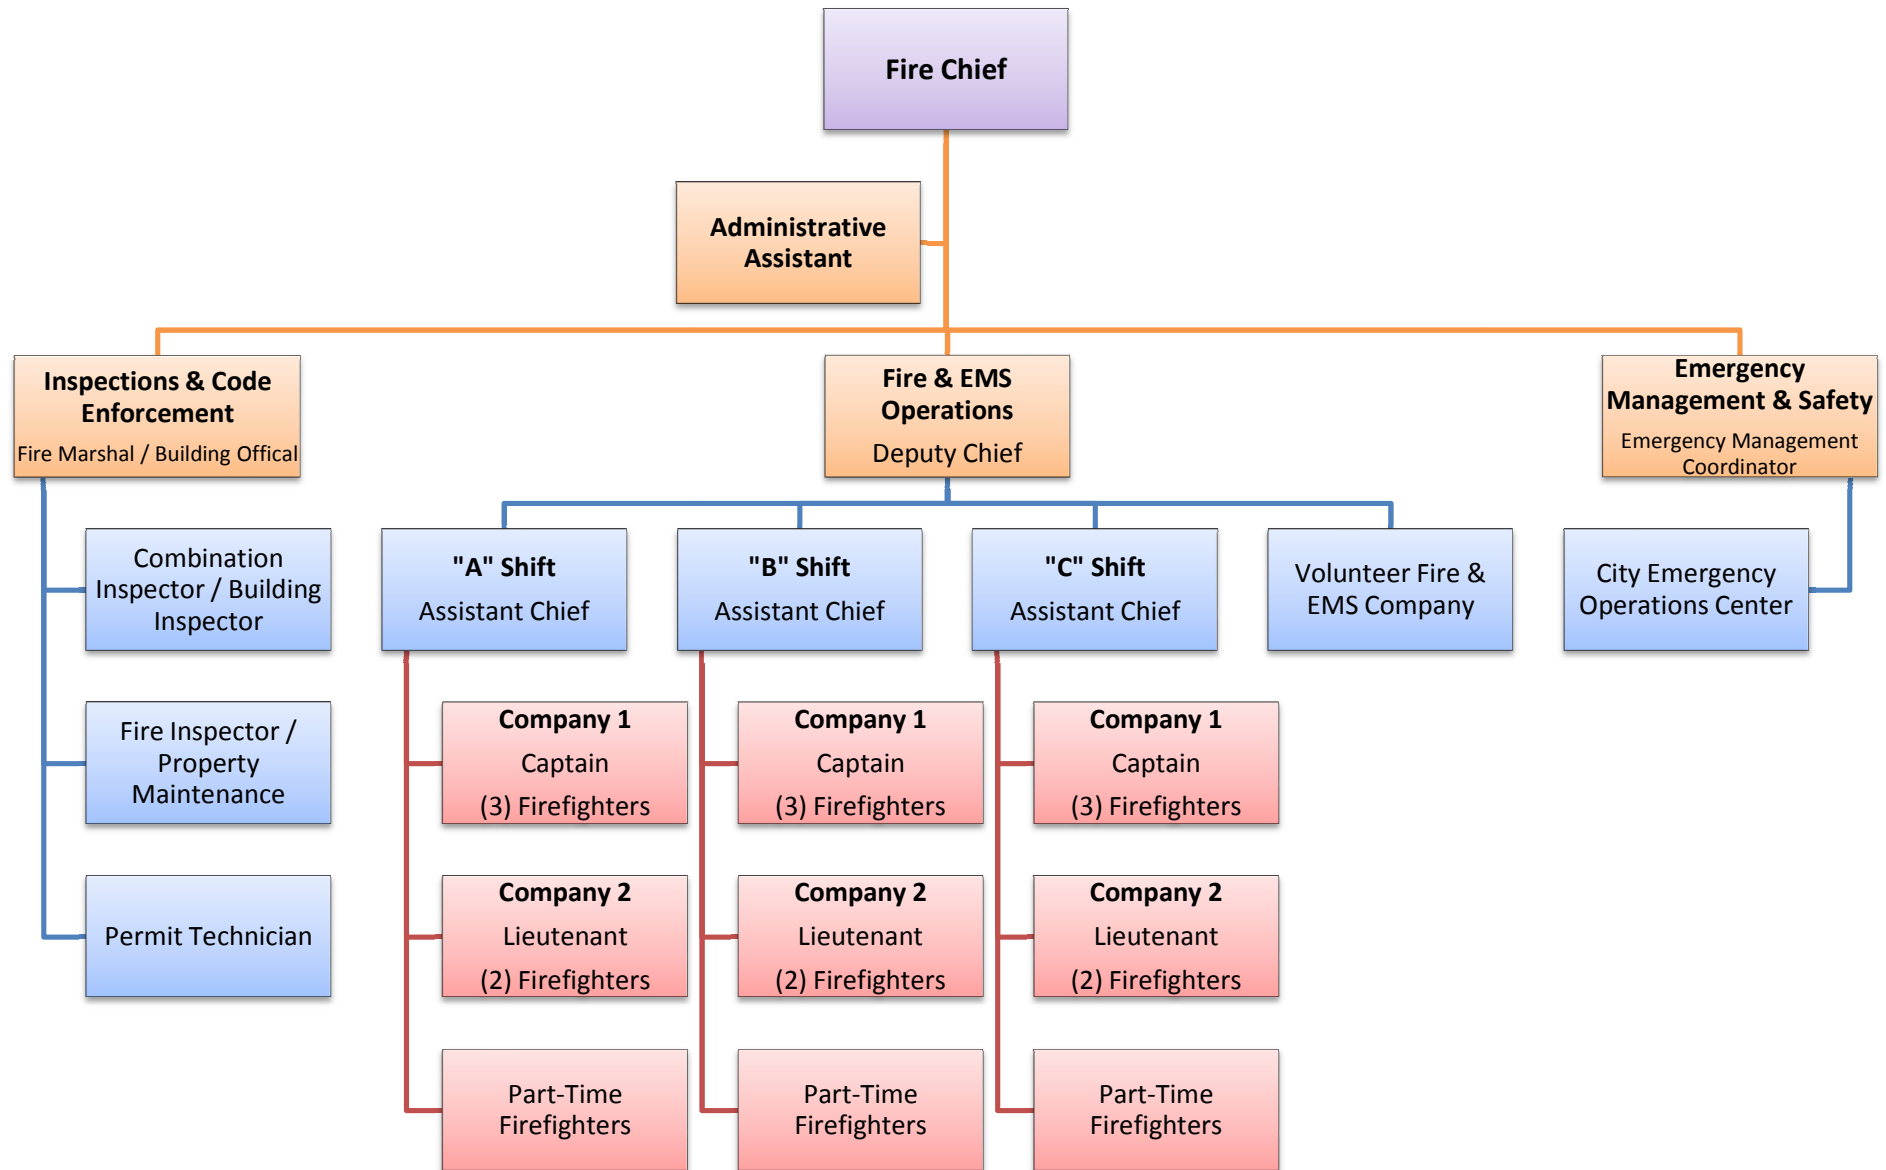 Fire Chief
Administrative
Assistant
Inspections & Code
Enforcement
Fire Marshal / Building Offical
Fire & EMS
Operations
Deputy Chief
Emergency
Management & Safety
Emergency Management
Coordinator
Combination
Inspector / Building
Inspector
"A" Shift
Assistant Chief
"B" Shift
Assistant Chief
"C" Shift
Assistant Chief
Volunteer Fire &
EMS Company
City Emergency
Operations Center
Fire Inspector /
Property
Maintenance
Company 1
Captain
(3) Firefighters
Company 1
Captain
(3) Firefighters
Company 1
Captain
(3) Firefighters
Permit Technician
Company 2
Lieutenant
(2) Firefighters
Company 2
Lieutenant
(2) Firefighters
Company 2
Lieutenant
(2) Firefighters
Part-Time
Firefighters
Part-Time
Firefighters
Part-Time
Firefighters